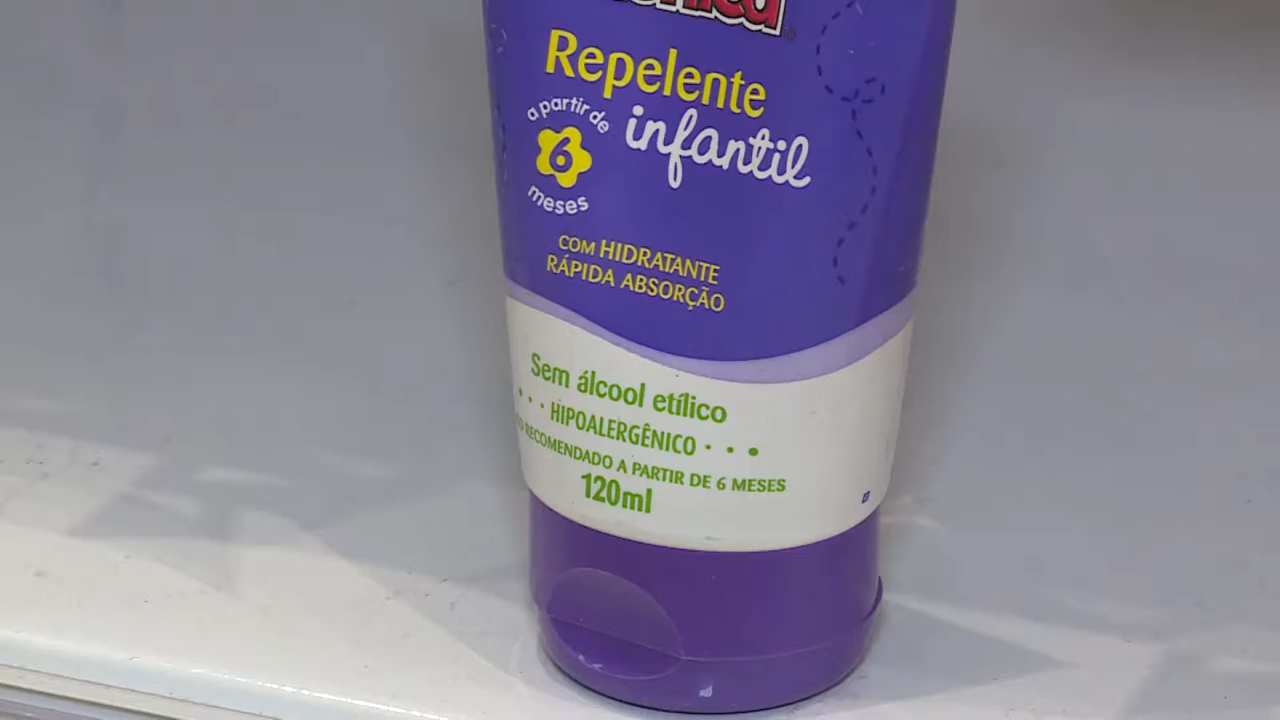 Repelente
infantil
a partir de
6
meses
COM HIDRATANTE
RÁPIDA ABSORÇÃO
Sem álcool etílico
HIPOALERGÊNICO
RECOMENDADO A PARTIR DE 6 MESES
120ml